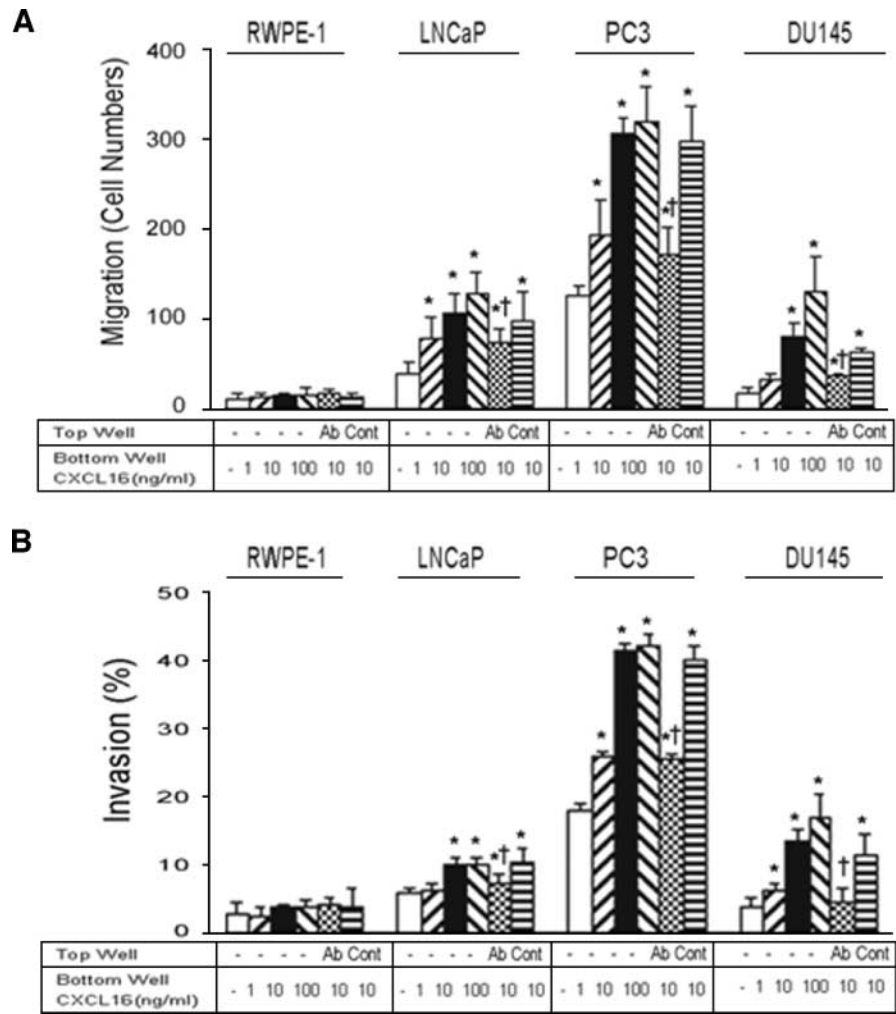 A
RWPE-1 LNCaP PC3 DU145
400
300
200
100
0
Migration (Cell Numbers)
* * * * *† *
* * * *† *
* * *† *
Top Well - - - - Ab Cont - - - - Ab Cont - - - - Ab Cont - - - - Ab Cont
Bottom Well
CXCL16(ng/ml) - 1 10 100 10 10 - 1 10 100 10 10 - 1 10 100 10 10 - 1 10 100 10 10
B
RWPE-1 LNCaP PC3 DU145
50
40
30
20
10
0
Invasion (%)
* * *† *
* * * *† *
* * * † *
Top Well - - - - Ab Cont - - - - Ab Cont - - - - Ab Cont - - - - Ab Cont
Bottom Well
CXCL16(ng/ml) - 1 10 100 10 10 - 1 10 100 10 10 - 1 10 100 10 10 - 1 10 100 10 10